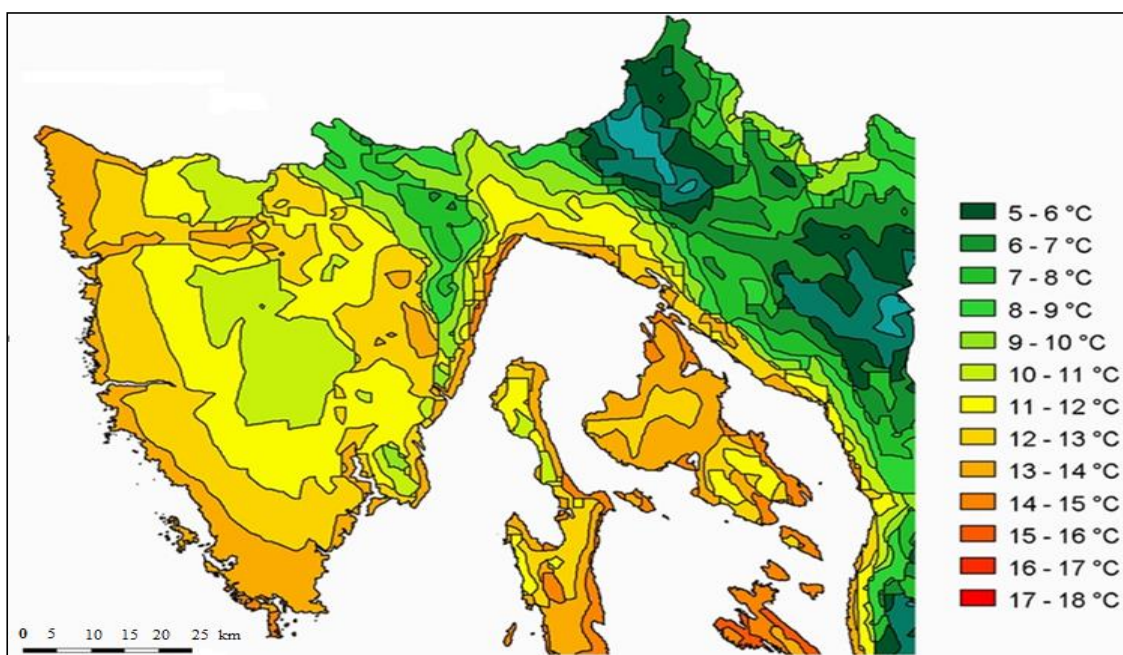 5 - 6 °C
6 - 7 °C
7 - 8 °C
8 - 9 °C
9 - 10 °C
10 - 11 °C
11 - 12 °C
12 - 13 °C
13 - 14 °C
14 - 15 °C
15 - 16 °C
16 - 17 °C
17 - 18 °C
0 5 10 15 20 25 km